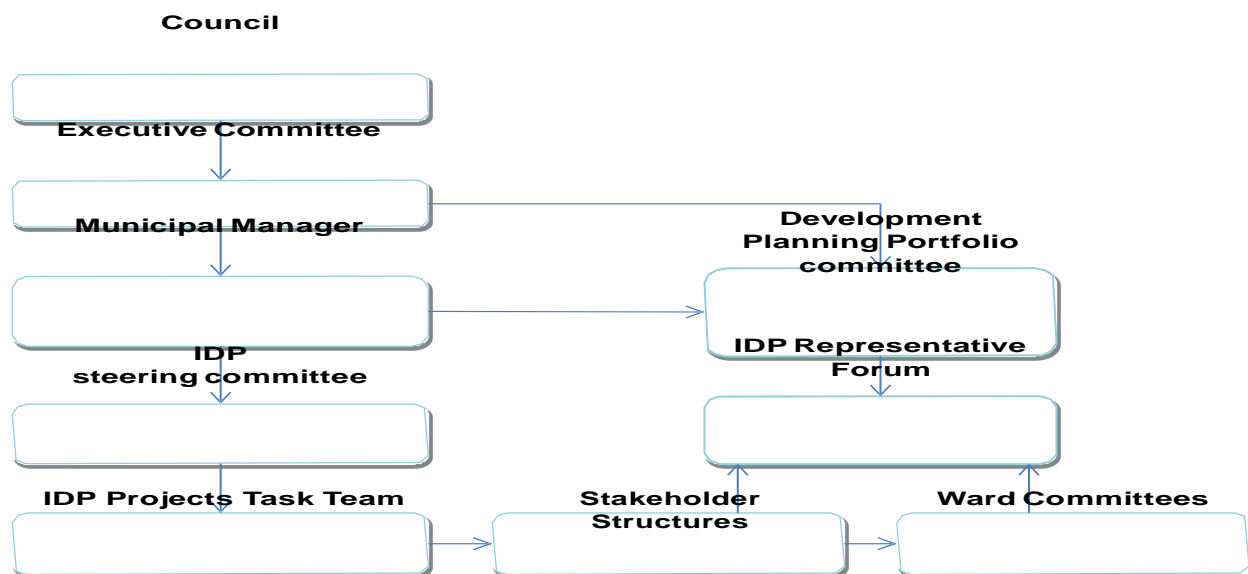 Council
Executive Committee
Municipal Manager
Development
Planning Portfolio
committee
IDP
steering committee
IDP Representative
Forum
IDP Projects Task Team
Stakeholder
Structures
Ward Committees